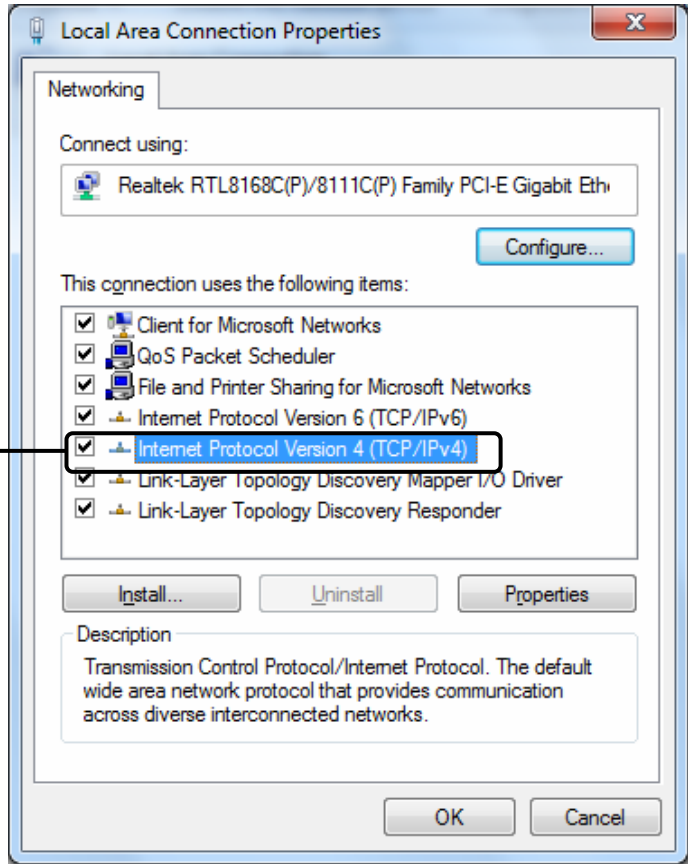 Local Area Connection Properties
Networking
Connect using:
Realtek RTL8168C(P)/8111C(P) Family PCI-E Gigabit Eth
Configure...
This connection uses the following items:
Client for Microsoft Networks
QoS Packet Scheduler
File and Printer Sharing for Microsoft Networks
Internet Protocol Version 6 (TCP/IPv6)
Internet Protocol Version 4 (TCP/IPv4)
Link-Layer Topology Discovery Mapper I/O Driver
Link-Layer Topology Discovery Responder
Install... Uninstall Properties
Description
Transmission Control Protocol/Internet Protocol. The default
wide area network protocol that provides communication
across diverse interconnected networks.
OK Cancel